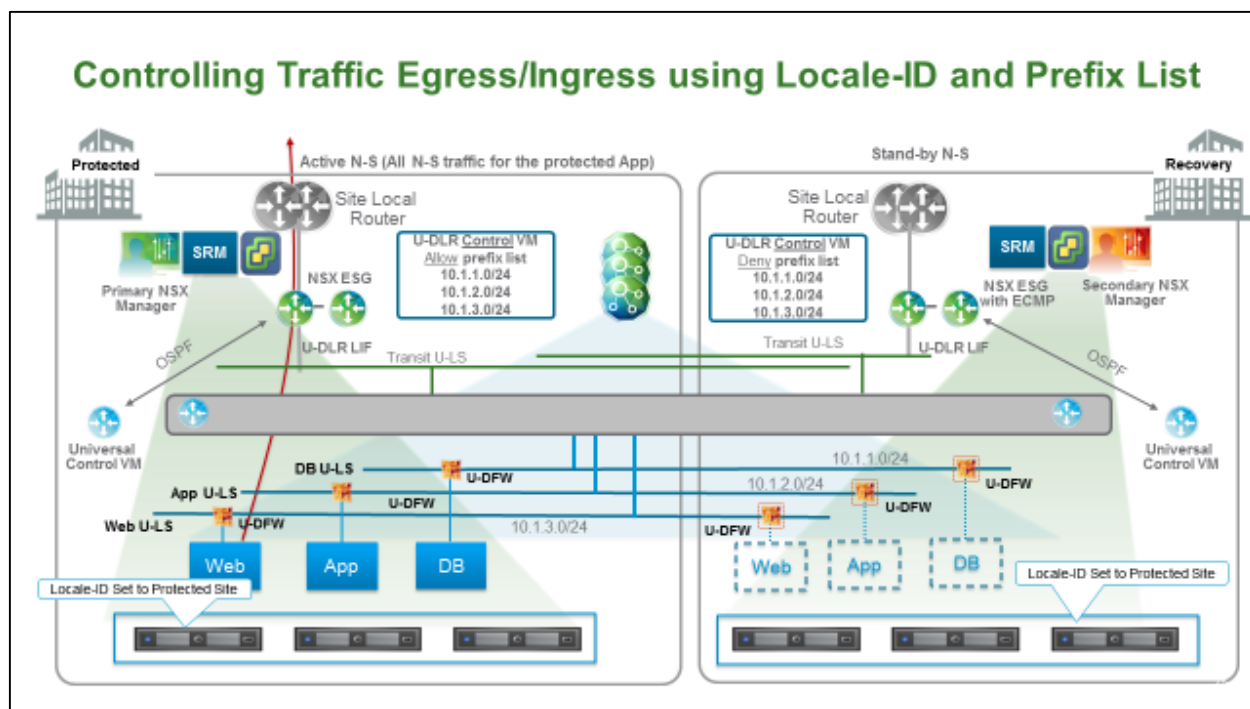 Controlling Traffic Egress/Ingress using Locale-ID and Prefix List
Protected
Active N-S (All N-S traffic for the protected App)
Stand-by N-S
Recovery
Site Local
Router
Site Local
Router
SRM
Primary NSX
Manager
U-DLR Control VM
Allow prefix list
10.1.1.0/24
10.1.2.0/24
10.1.3.0/24
U-DLR Control VM
Deny prefix list
10.1.1.0/24
10.1.2.0/24
10.1.3.0/24
SRM
NSX ESG
NSX ESG
with ECMP
Secondary NSX
Manager
U-DLR LIF
Transit U-LS
Transit U-LS
U-DLR LIF
OSPF
OSPF
Universal
Control VM
Universal
Control VM
DB U-LS
U-DFW
10.1.1.0/24
U-DFW
App U-LS
U-DFW
10.1.2.0/24
U-DFW
Web U-LS
U-DFW
10.1.3.0/24
U-DFW
Web
App
DB
Web
App
DB
Locale-ID Set to Protected Site
Locale-ID Set to Protected Site